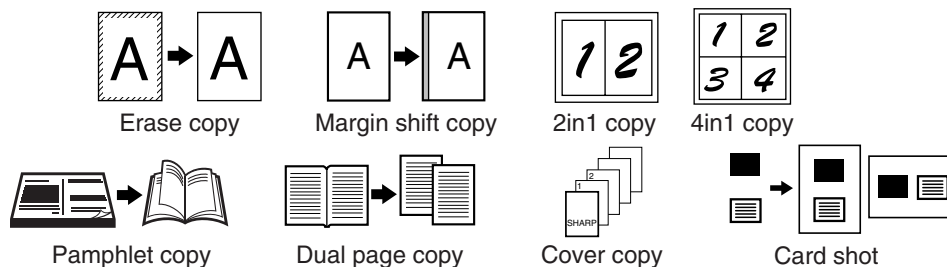 A A
A A
1 2
1 2
3 4
Erase copy
Margin shift copy
2in1 copy
4in1 copy
2
1
SHARP
Pamphlet copy
Dual page copy
Cover copy
Card shot